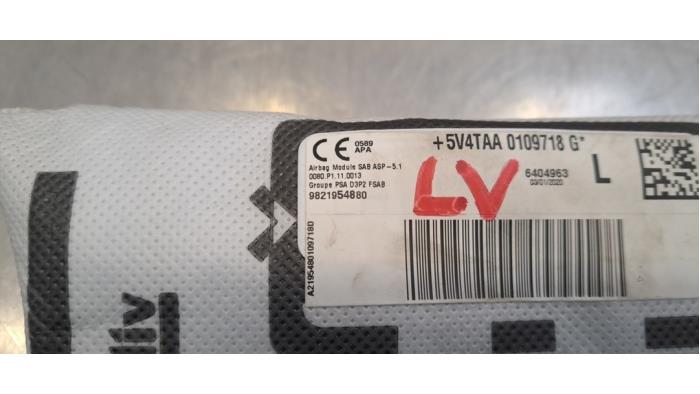 +5V4TAA 0109718 G*
CE 0589
APA
Airbag Module SAB ASP-5.1
0080.P1.11.0013
Groupe PSA D3P2 FSAB
9821954880
LV
6404963
03/01/2020
L
A21954801097180